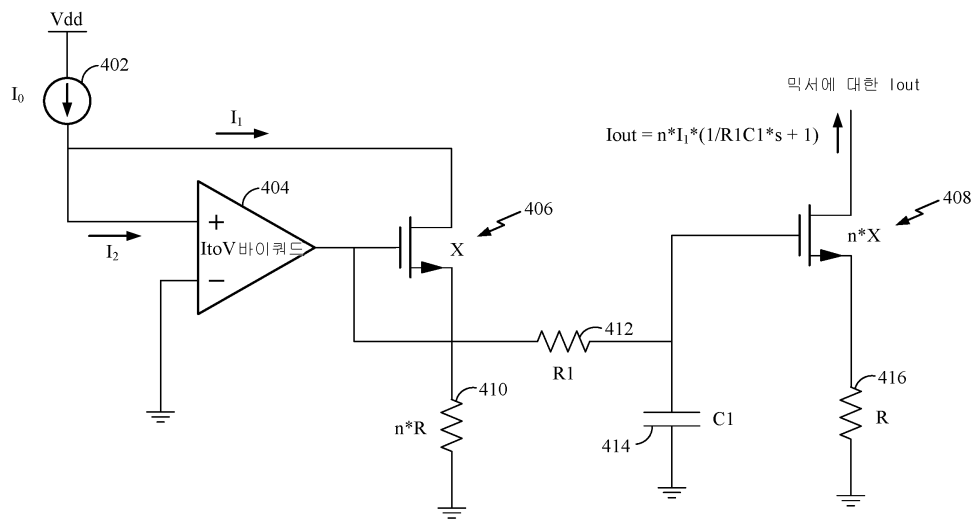 Vdd
402
I₀
믹서에 대한 Iout
I₁
Iout = n*I₁*(1/R1C1*s + 1)
404
406
408
+
ItoV바이쿼드
X
n*X
I₂
−
412
R1
410
416
n*R
C1
R
414